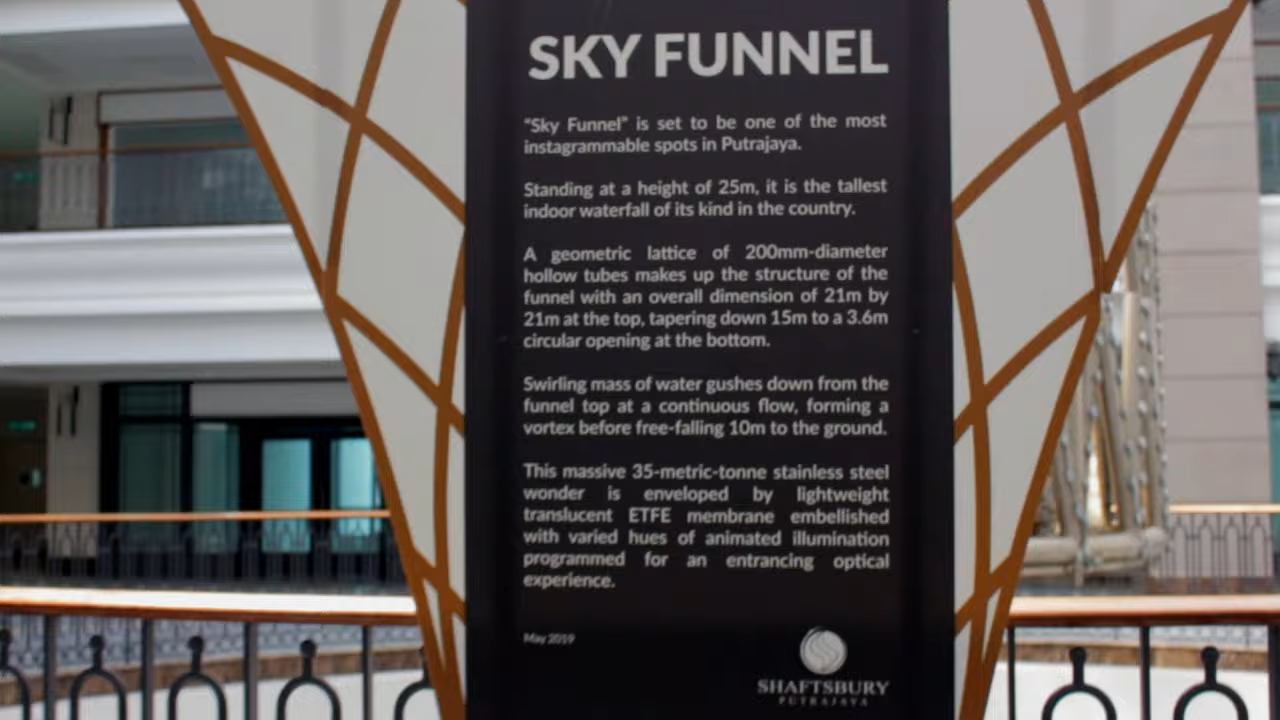 SKY FUNNEL
"Sky Funnel" is set to be one of the most
instagrammable spots in Putrajaya.
Standing at a height of 25m, it is the tallest
indoor waterfall of its kind in the country.
A geometric lattice of 200mm-diameter
hollow tubes makes up the structure of the
funnel with an overall dimension of 21m by
21m at the top, tapering down 15m to a 3.6m
circular opening at the bottom.
Swirling mass of water gushes down from the
funnel top at a continuous flow, forming a
vortex before free-falling 10m to the ground.
This massive 35-metric-tonne stainless steel
wonder is enveloped by lightweight
translucent ETFE membrane embellished
with varied hues of animated illumination
programmed for an entrancing optical
experience.
May 2019
SHAFTSBURY
PUTRAJAYA